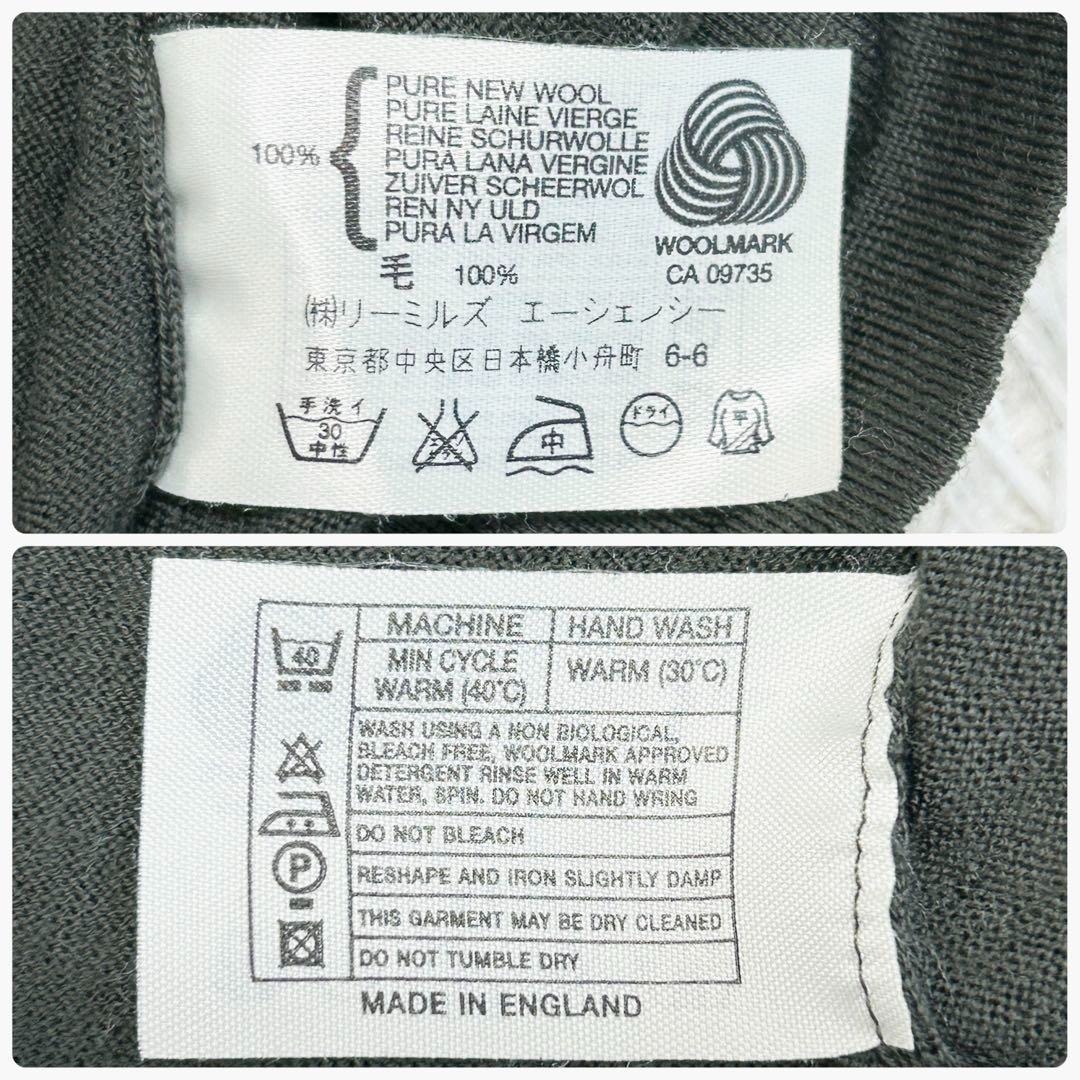 100%
PURE NEW WOOL
PURE LAINE VIERGE
REINE SCHURWOLLE
PURA LANA VERGINE
ZUIVER SCHEERWOL
REN NY ULD
PURA LA VIRGEM
WOOLMARK
CA 09735
毛 100%
㈱リーミルズ エージェンシー
東京都中央区日本橋小舟町 6-6
手洗イ
30
中性
エンソ
中
ドライ
平
40
MACHINE
HAND WASH
MIN CYCLE
WARM (40°C)
WARM (30°C)
WASH USING A NON BIOLOGICAL,
BLEACH FREE, WOOLMARK APPROVED
DETERGENT RINSE WELL IN WARM
WATER, SPIN. DO NOT HAND WRING
DO NOT BLEACH
RESHAPE AND IRON SLIGHTLY DAMP
P
THIS GARMENT MAY BE DRY CLEANED
DO NOT TUMBLE DRY
MADE IN ENGLAND